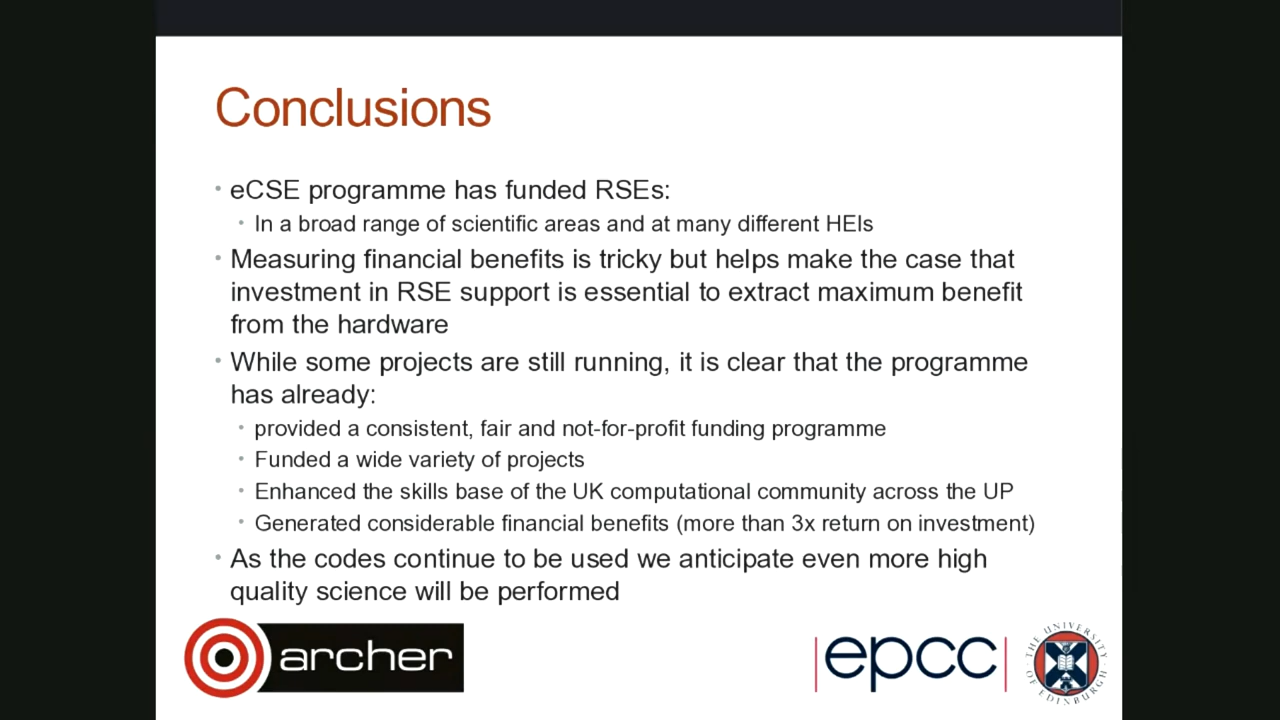 Conclusions
• eCSE programme has funded RSEs:
• In a broad range of scientific areas and at many different HEIs
• Measuring financial benefits is tricky but helps make the case that
investment in RSE support is essential to extract maximum benefit
from the hardware
• While some projects are still running, it is clear that the programme
has already:
• provided a consistent, fair and not-for-profit funding programme
• Funded a wide variety of projects
• Enhanced the skills base of the UK computational community across the UP
• Generated considerable financial benefits (more than 3x return on investment)
• As the codes continue to be used we anticipate even more high
quality science will be performed
archer
|epcc|
THE UNIVERSITY OF EDINBURGH